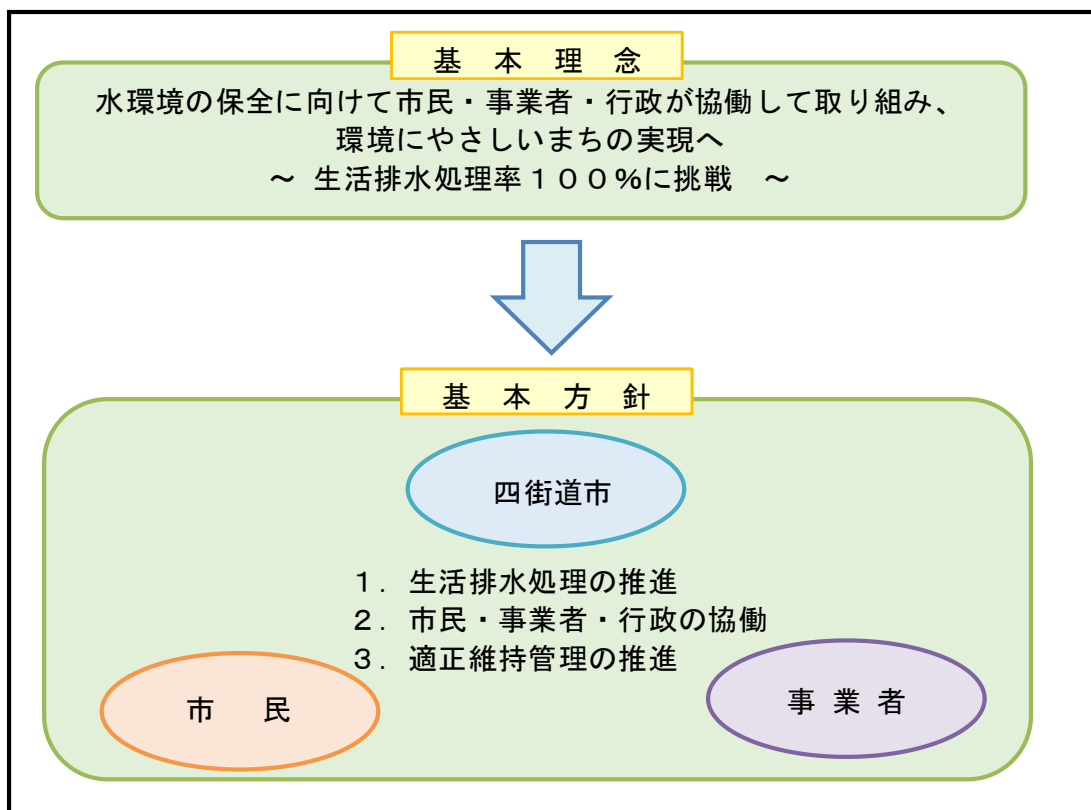 基　本　理　念
水環境の保全に向けて市民・事業者・行政が協働して取り組み、
環境にやさしいまちの実現へ
～ 生活排水処理率１００％に挑戦　～
基　本　方　針
四街道市
１．生活排水処理の推進
２．市民・事業者・行政の協働
３．適正維持管理の推進
市　民
事 業 者